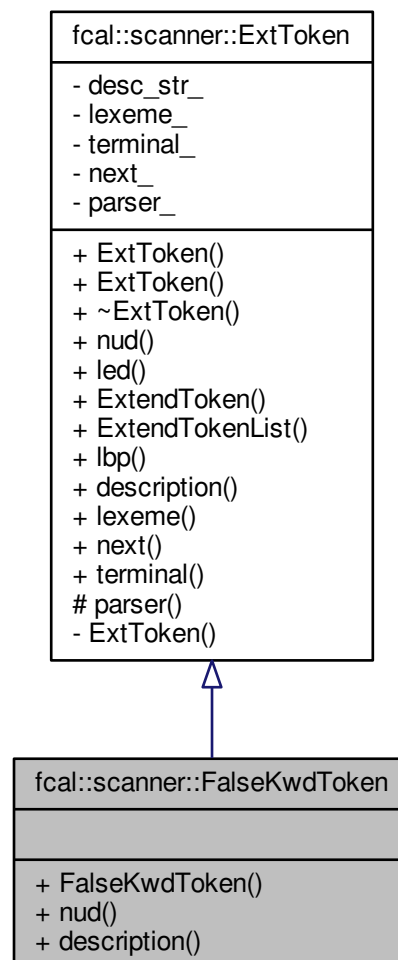 fcal::scanner::ExtToken
- desc_str_
- lexeme_
- terminal_
- next_
- parser_
+ ExtToken()
+ ExtToken()
+ ~ExtToken()
+ nud()
+ led()
+ ExtendToken()
+ ExtendTokenList()
+ lbp()
+ description()
+ lexeme()
+ next()
+ terminal()
# parser()
- ExtToken()
fcal::scanner::FalseKwdToken
+ FalseKwdToken()
+ nud()
+ description()